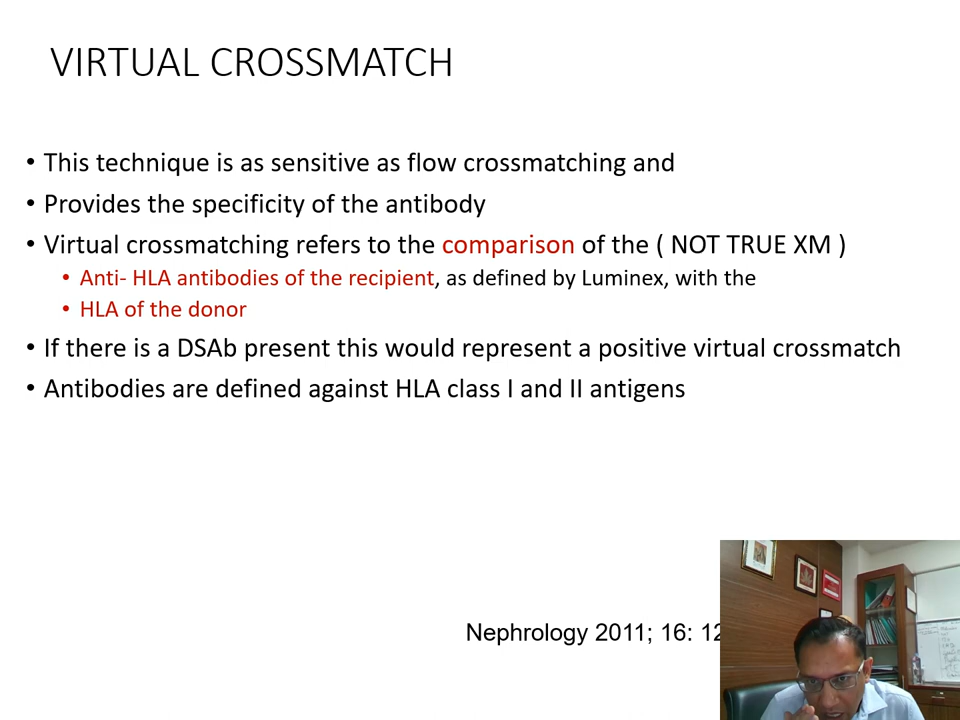 VIRTUAL CROSSMATCH
• This technique is as sensitive as flow crossmatching and
• Provides the specificity of the antibody
• Virtual crossmatching refers to the comparison of the ( NOT TRUE XM )
• Anti- HLA antibodies of the recipient, as defined by Luminex, with the
• HLA of the donor
• If there is a DSAb present this would represent a positive virtual crossmatch
• Antibodies are defined against HLA class I and II antigens
Nephrology 2011; 16: 12